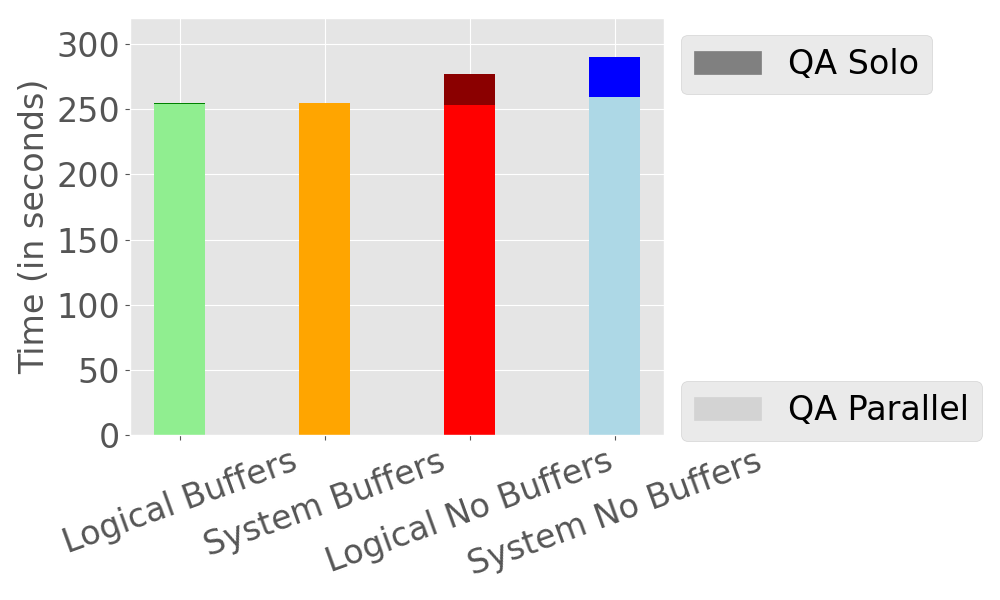 Time (in seconds)
300
250
200
150
100
50
0
Logical Buffers
System Buffers
Logical No Buffers
System No Buffers
QA Solo
QA Parallel